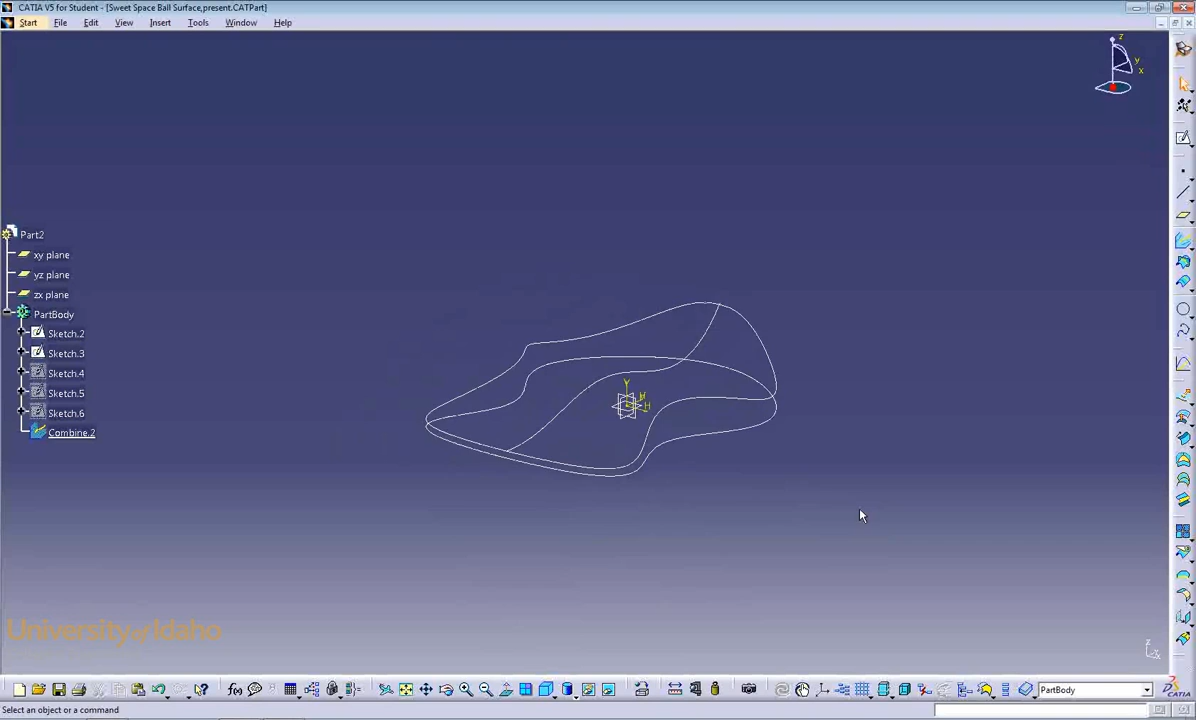 CATIA V5 for Student - [Sweet Space Ball Surface,present.CATPart]
Start File Edit View Insert Tools Window Help
z
y
x
Part2
xy plane
yz plane
zx plane
PartBody
Sketch.2
Sketch.3
Sketch.4
Sketch.5
Sketch.6
Combine.2
Y
H
University of Idaho
f(x)
PartBody
CATIA
Select an object or a command